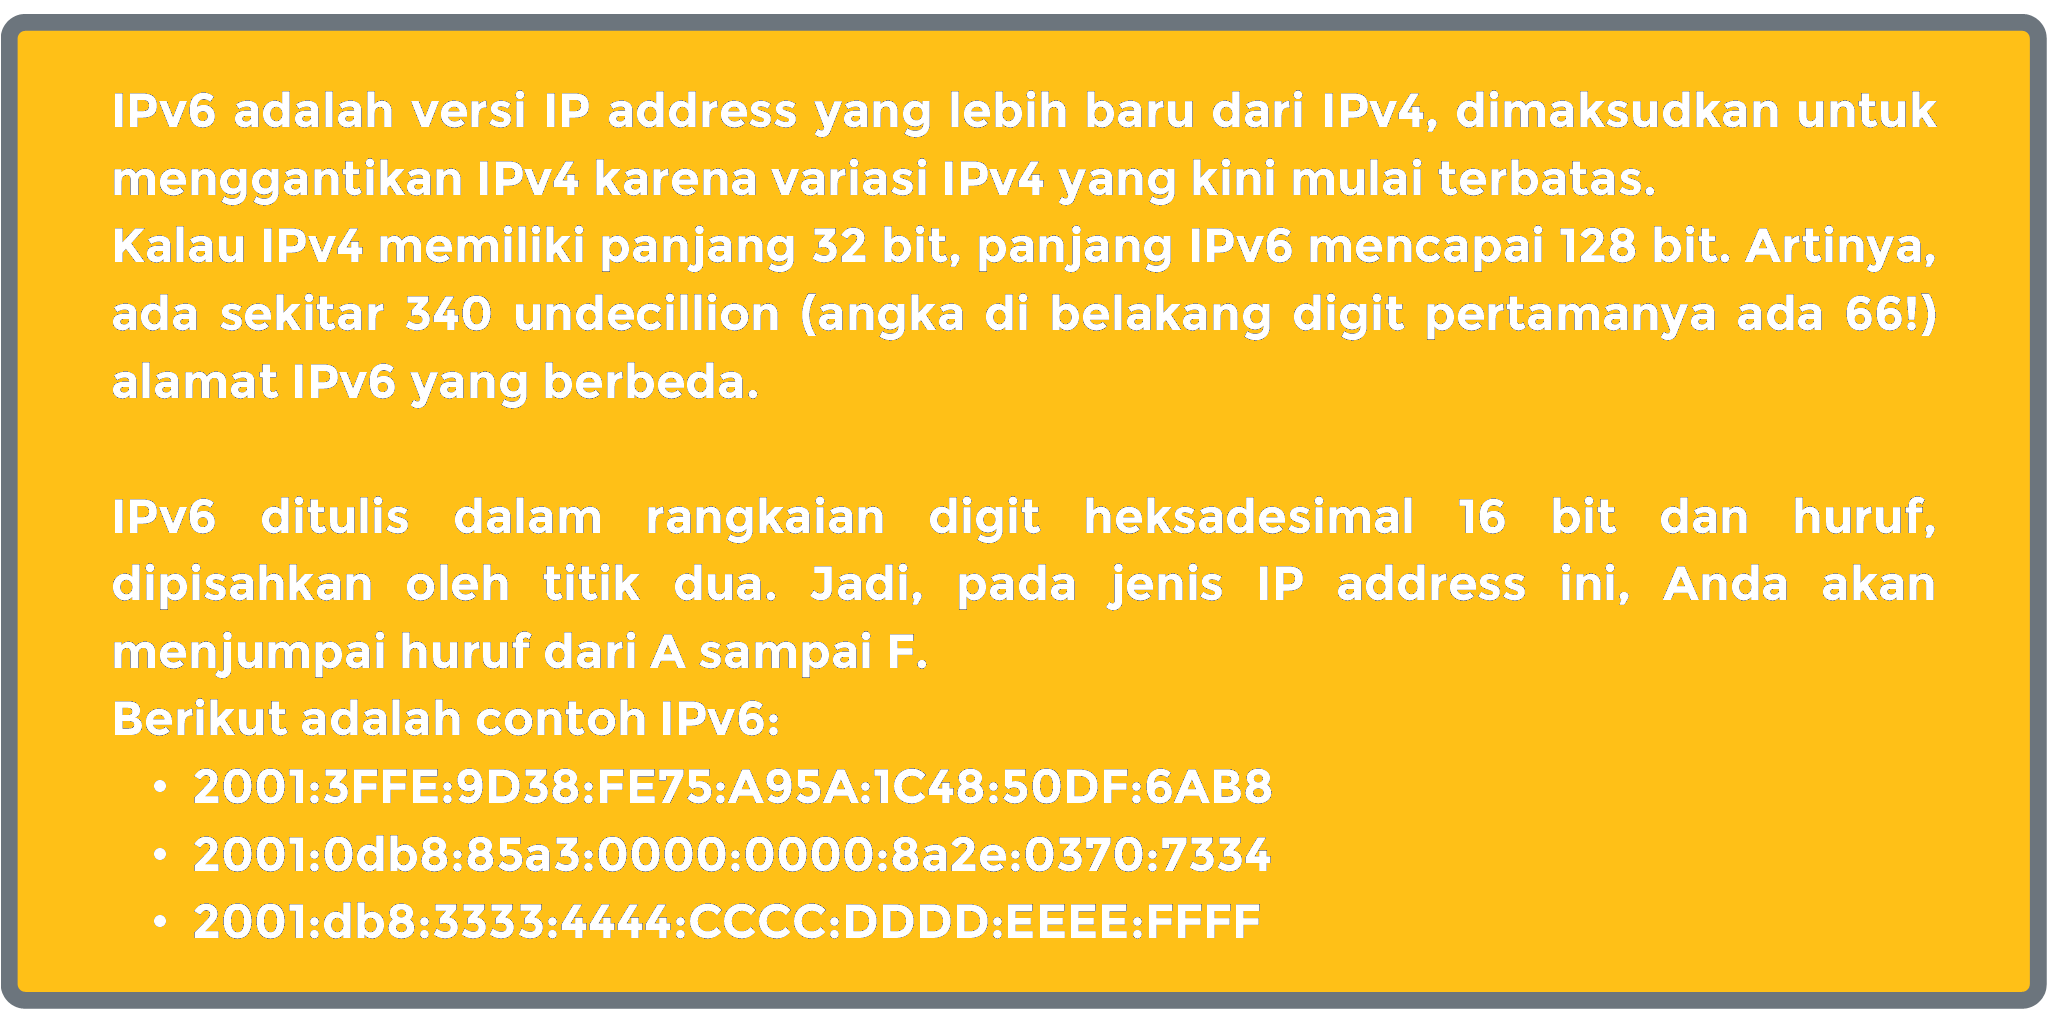 IPv6 adalah versi IP address yang lebih baru dari IPv4, dimaksudkan untuk
menggantikan IPv4 karena variasi IPv4 yang kini mulai terbatas.
Kalau IPv4 memiliki panjang 32 bit, panjang IPv6 mencapai 128 bit. Artinya,
ada sekitar 340 undecillion (angka di belakang digit pertamanya ada 66!)
alamat IPv6 yang berbeda.
IPv6 ditulis dalam rangkaian digit heksadesimal 16 bit dan huruf,
dipisahkan oleh titik dua. Jadi, pada jenis IP address ini, Anda akan
menjumpai huruf dari A sampai F.
Berikut adalah contoh IPv6:
• 2001:3FFE:9D38:FE75:A95A:1C48:50DF:6AB8
• 2001:0db8:85a3:0000:0000:8a2e:0370:7334
• 2001:db8:3333:4444:CCCC:DDDD:EEEE:FFFF